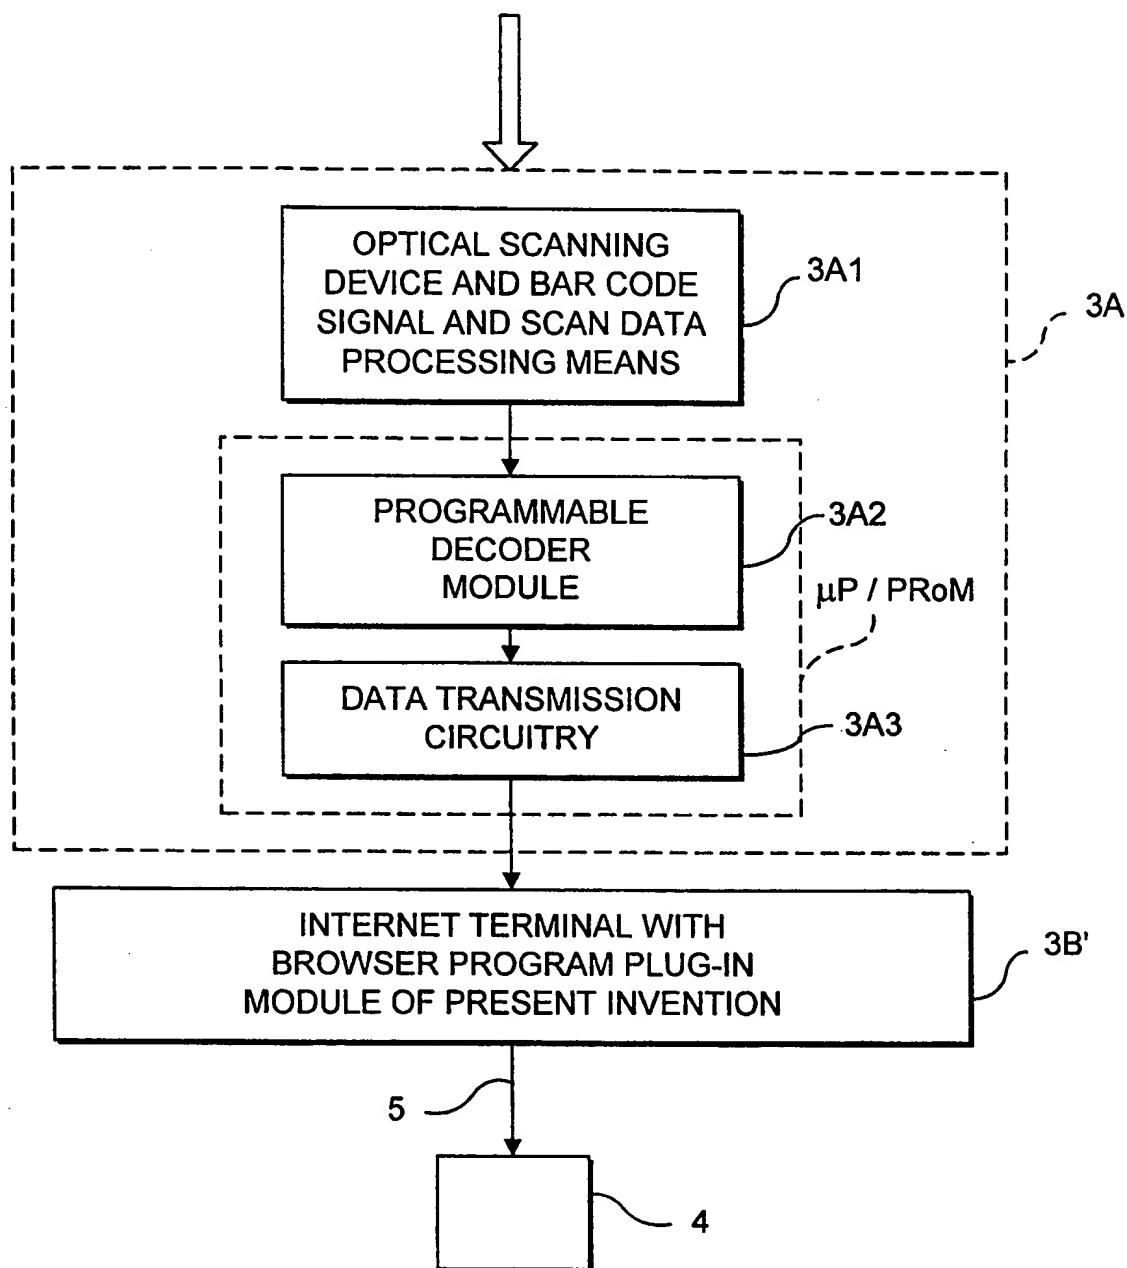 OPTICAL SCANNING
DEVICE AND BAR CODE
SIGNAL AND SCAN DATA
PROCESSING MEANS
3A1
3A
PROGRAMMABLE
DECODER
MODULE
3A2
μP / PRoM
DATA TRANSMISSION
CIRCUITRY
3A3
INTERNET TERMINAL WITH
BROWSER PROGRAM PLUG-IN
MODULE OF PRESENT INVENTION
3B'
5
4